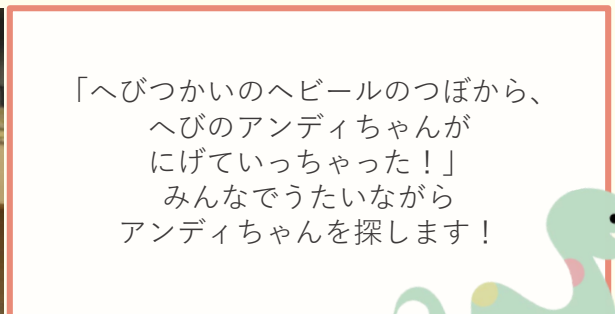 「へびつかいのヘビールのつぼから、
へびのアンディちゃんが
にげていっちゃった！」
みんなでうたいながら
アンディちゃんを探します！